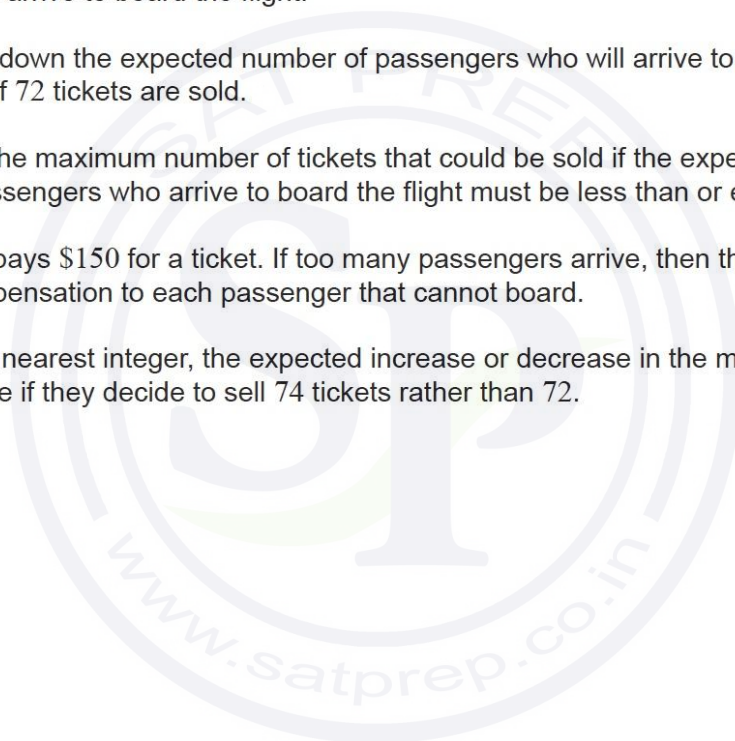 down the expected number of passengers who will arrive to
f 72 tickets are sold.
he maximum number of tickets that could be sold if the expe
ssengers who arrive to board the flight must be less than or e
pays $150 for a ticket. If too many passengers arrive, then th
pensation to each passenger that cannot board.
nearest integer, the expected increase or decrease in the m
e if they decide to sell 74 tickets rather than 72.
SAT PREP
SP
www.satprep.co.in